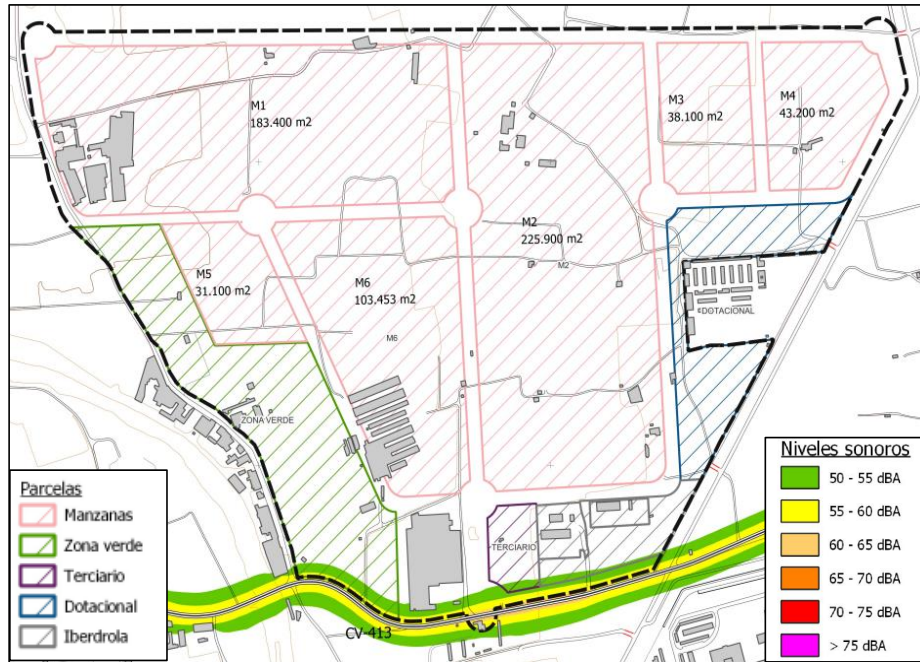 M1
183.400 m2
M3
38.100 m2
M4
43.200 m2
M2
225.900 m2
M2
M5
31.100 m2
M6
103.453 m2
M6
DOTACIONAL
ZONA VERDE
TERCIARIO
CV-413
Parcelas
Manzanas
Zona verde
Terciario
Dotacional
Iberdrola
Niveles sonoros
50 - 55 dBA
55 - 60 dBA
60 - 65 dBA
65 - 70 dBA
70 - 75 dBA
> 75 dBA